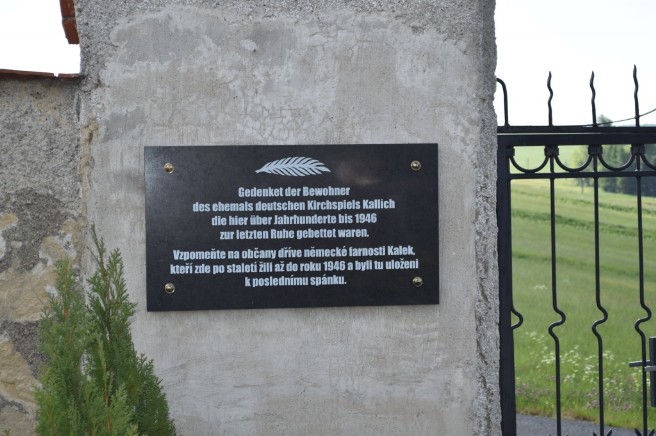 Gedenket der Bewohner
des ehemals deutschen Kirchspiels Kallich
die hier über Jahrhunderte bis 1946
zur letzten Ruhe gebettet waren.
Vzpomeňte na občany dříve německé farnosti Kalek,
kteří zde po staletí žili až do roku 1946 a byli tu uloženi
k poslednímu spánku.